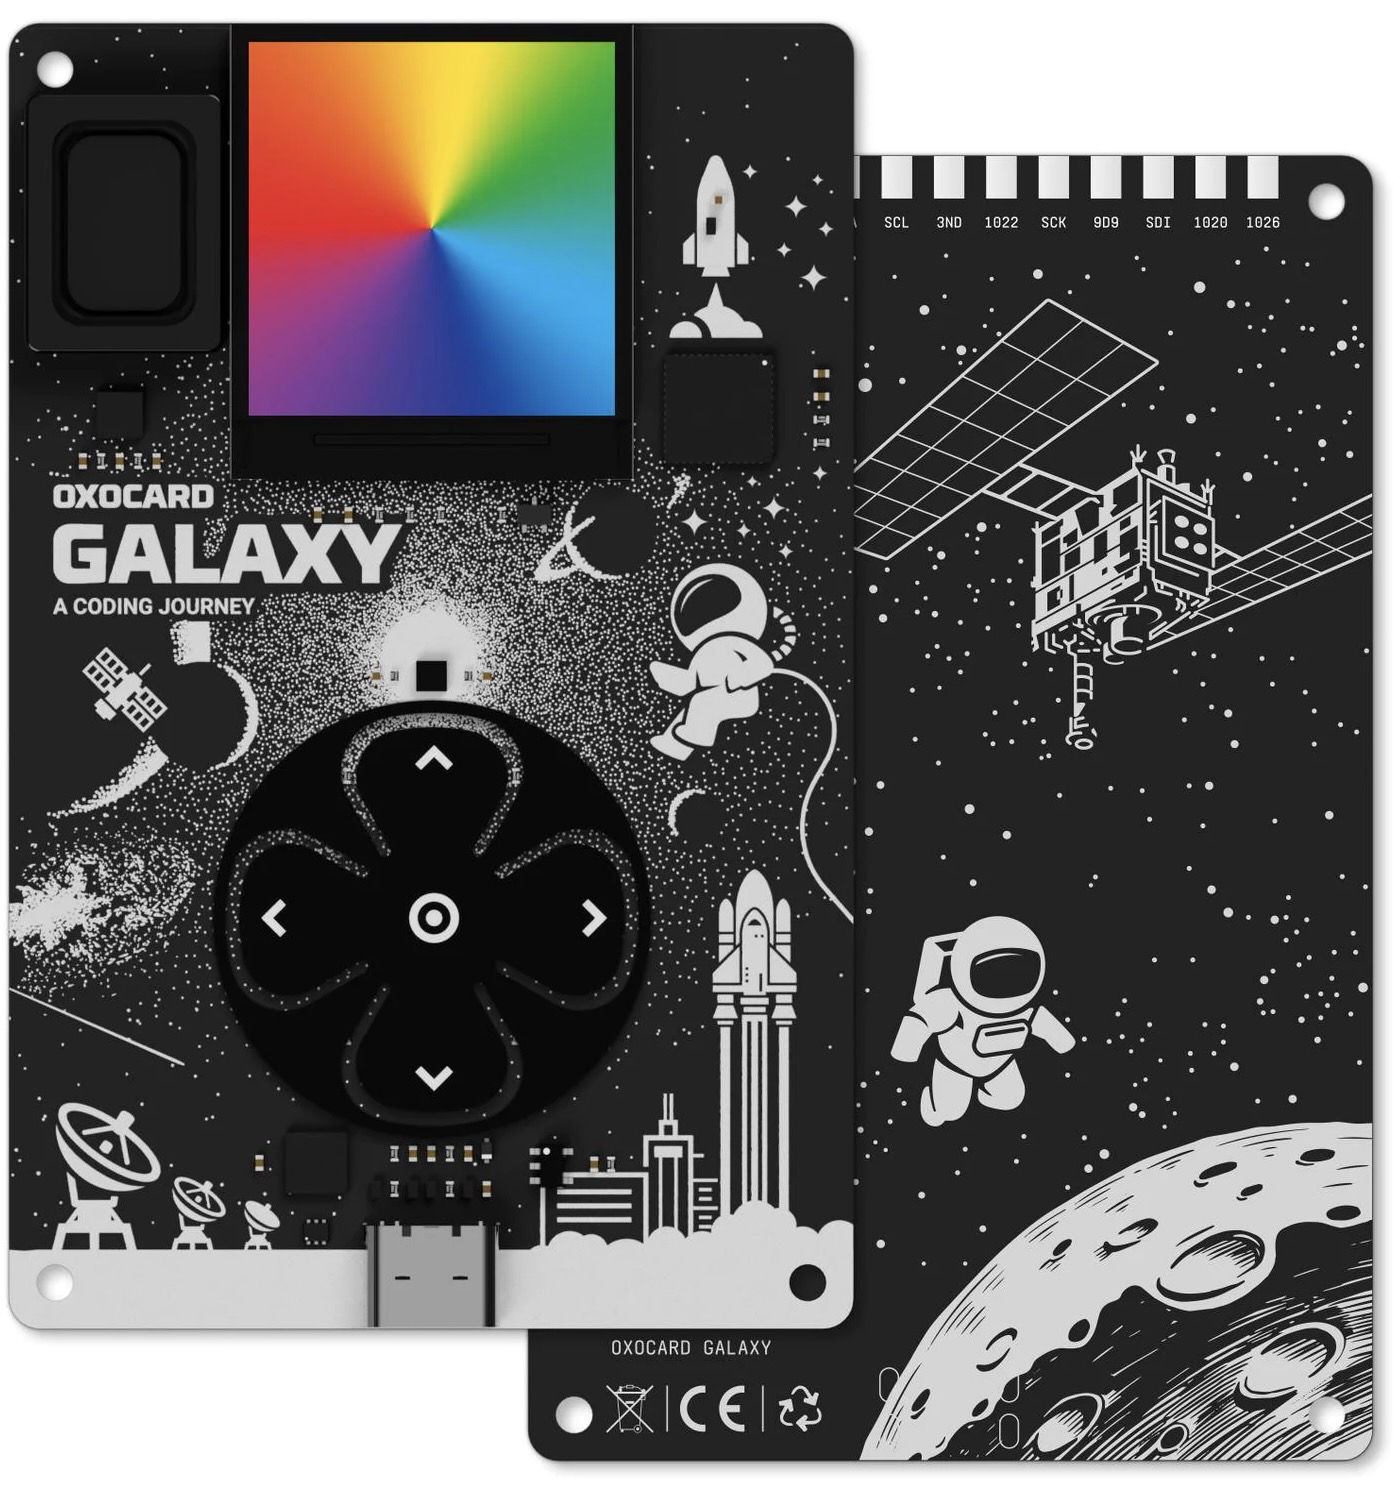 OXOCARD
GALAXY
A CODING JOURNEY
SCL 3ND 1022 SCK 9D9 SDI 1020 1026
OXOCARD GALAXY
CE